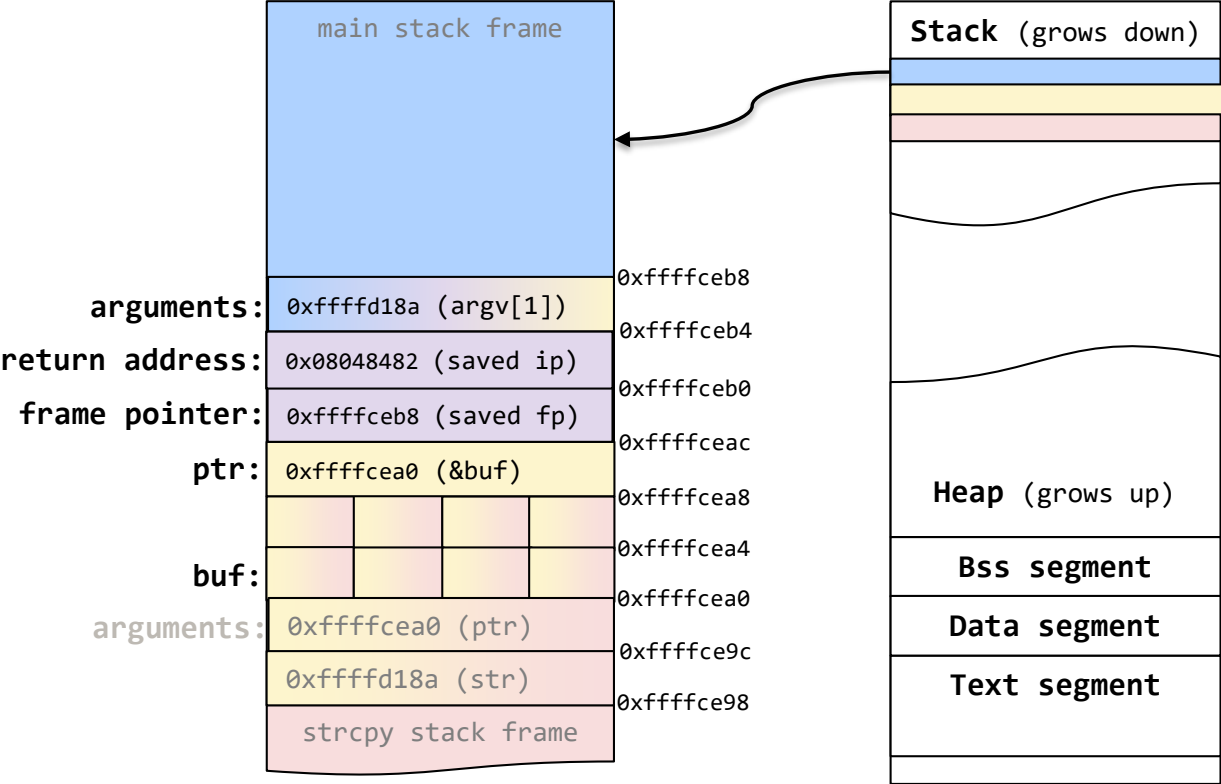 main stack frame
0xffffceb8
arguments: 0xffffd18a (argv[1])
0xffffceb4
return address: 0x08048482 (saved ip)
0xffffceb0
frame pointer: 0xffffceb8 (saved fp)
0xffffceac
ptr: 0xffffcea0 (&buf)
0xffffcea8
0xffffcea4
buf:
0xffffcea0
arguments: 0xffffcea0 (ptr)
0xffffce9c
0xffffd18a (str)
0xffffce98
strcpy stack frame
Stack (grows down)
Heap (grows up)
Bss segment
Data segment
Text segment